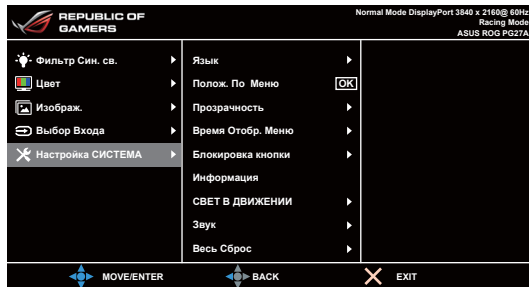 REPUBLIC OF
GAMERS
Normal Mode DisplayPort 3840 x 2160@ 60Hz
Racing Mode
ASUS ROG PG27A
Фильтр Син. св.
Цвет
Изображ.
Выбор Входа
Настройка СИСТЕМА
Язык
Полож. По Меню OK
Прозрачность
Время Отобр. Меню
Блокировка кнопки
Информация
СВЕТ В ДВИЖЕНИИ
Звук
Весь Сброс
MOVE/ENTER BACK EXIT